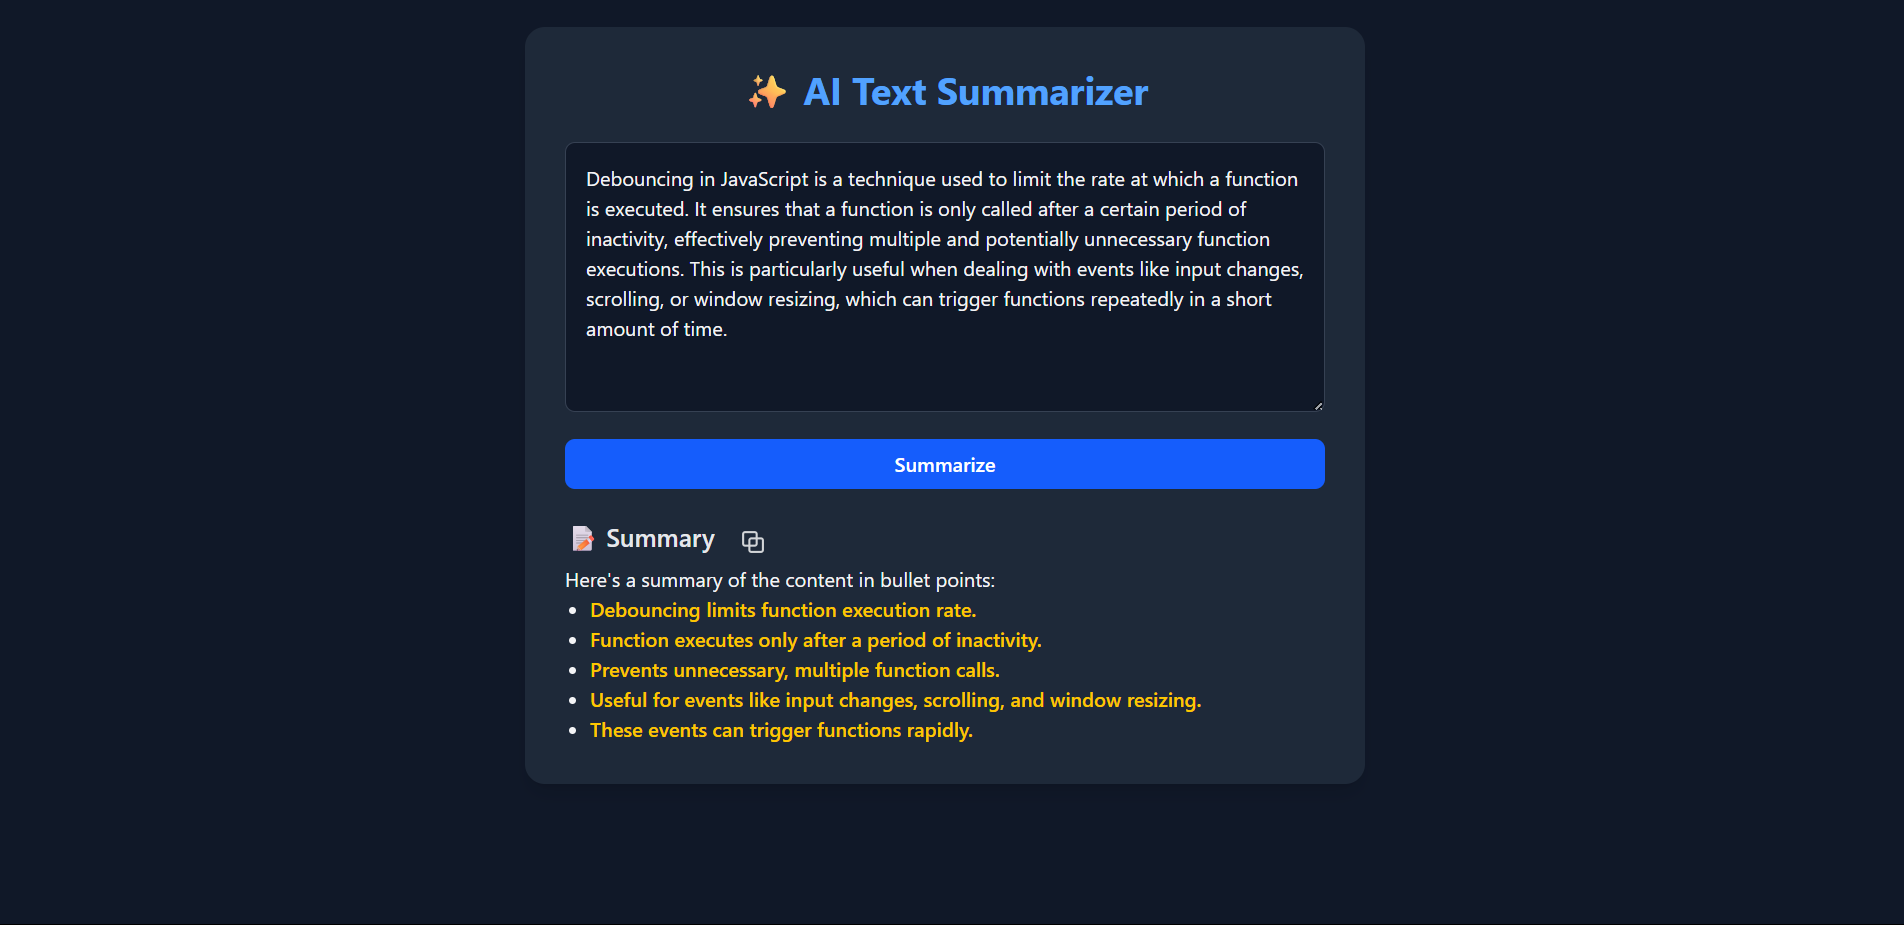 ✨ AI Text Summarizer
Debouncing in JavaScript is a technique used to limit the rate at which a function
is executed. It ensures that a function is only called after a certain period of
inactivity, effectively preventing multiple and potentially unnecessary function
executions. This is particularly useful when dealing with events like input changes,
scrolling, or window resizing, which can trigger functions repeatedly in a short
amount of time.
Summarize
📝 Summary
Here's a summary of the content in bullet points:
• Debouncing limits function execution rate.
• Function executes only after a period of inactivity.
• Prevents unnecessary, multiple function calls.
• Useful for events like input changes, scrolling, and window resizing.
• These events can trigger functions rapidly.